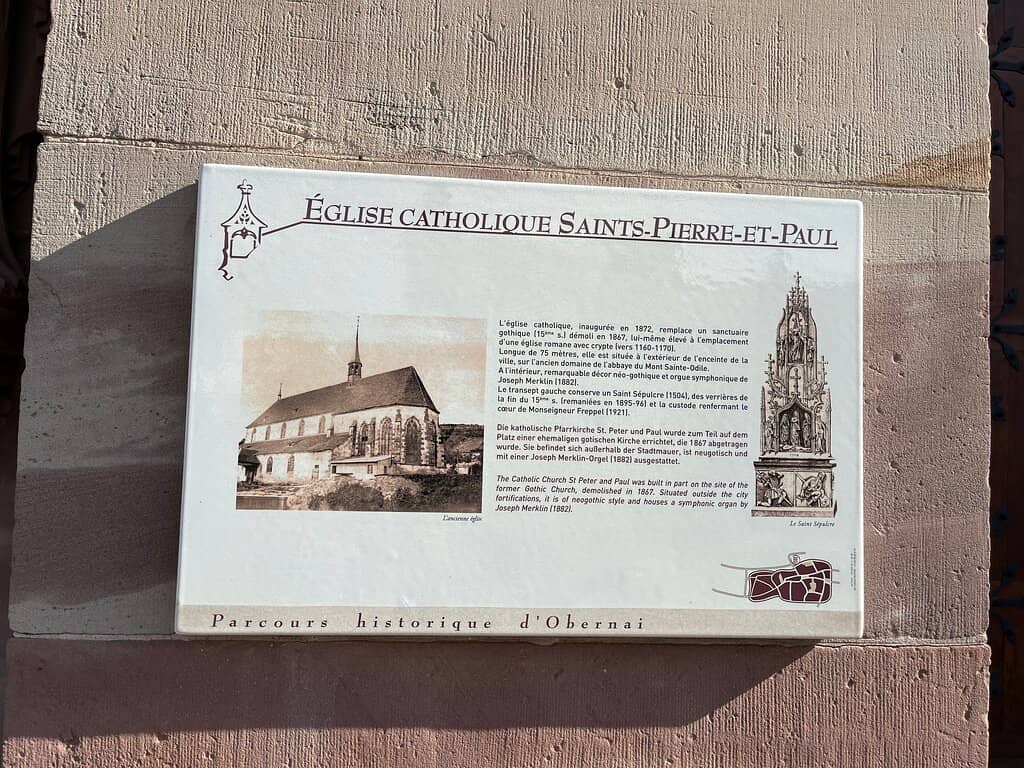 ÉGLISE CATHOLIQUE SAINTS-PIERRE-ET-PAUL
L'église catholique, inaugurée en 1872, remplace un sanctuaire
gothique (15ème s.) démoli en 1867, lui-même élevé à l'emplacement
d'une église romane avec crypte (vers 1160-1170).
Longue de 75 mètres, elle est située à l'extérieur de l'enceinte de la
ville, sur l'ancien domaine de l'abbaye du Mont Sainte-Odile.
A l'intérieur, remarquable décor néo-gothique et orgue symphonique de
Joseph Merklin (1882).
Le transept gauche conserve un Saint Sépulcre (1504), des verrières de
la fin du 15ème s. (remaniées en 1895-96) et la custode renfermant le
cœur de Monseigneur Freppel (1921).
Die katholische Pfarrkirche St. Peter und Paul wurde zum Teil auf dem
Platz einer ehemaligen gotischen Kirche errichtet, die 1867 abgetragen
wurde. Sie befindet sich außerhalb der Stadtmauer, ist neugotisch und
mit einer Joseph Merklin-Orgel (1882) ausgestattet.
The Catholic Church St Peter and Paul was built in part on the site of the
former Gothic Church, demolished in 1867. Situated outside the city
fortifications, it is of neogothic style and houses a symphonic organ by
Joseph Merklin (1882).
L'ancienne église
Le Saint Sépulcre
Parcours historique d'Obernai